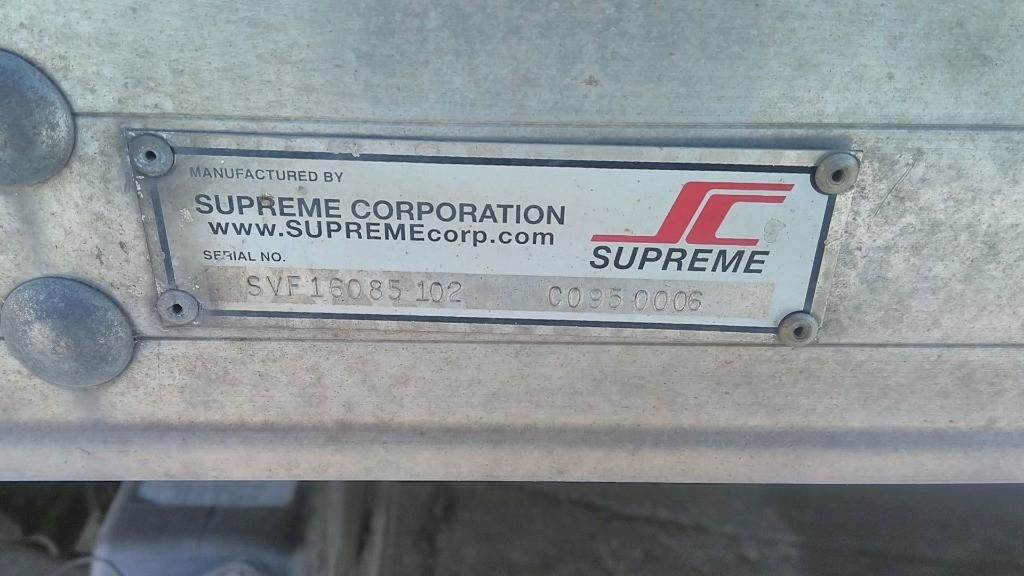 MANUFACTURED BY
SUPREME CORPORATION
www.SUPREMEcorp.com
SERIAL NO.
SVF16085 102 C095 0006
SC
SUPREME